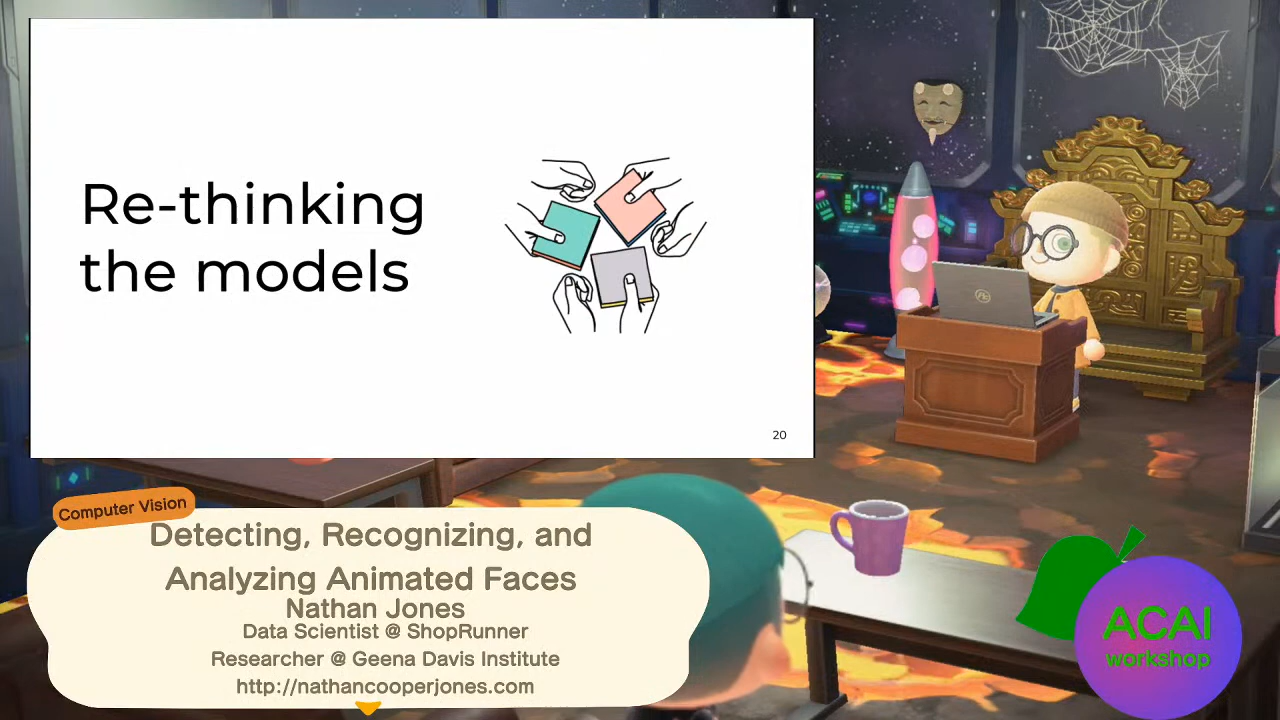 Re-thinking
the models
20
Computer Vision
Detecting, Recognizing, and
Analyzing Animated Faces
Nathan Jones
Data Scientist @ ShopRunner
Researcher @ Geena Davis Institute
http://nathancooperjones.com
ACAI
workshop